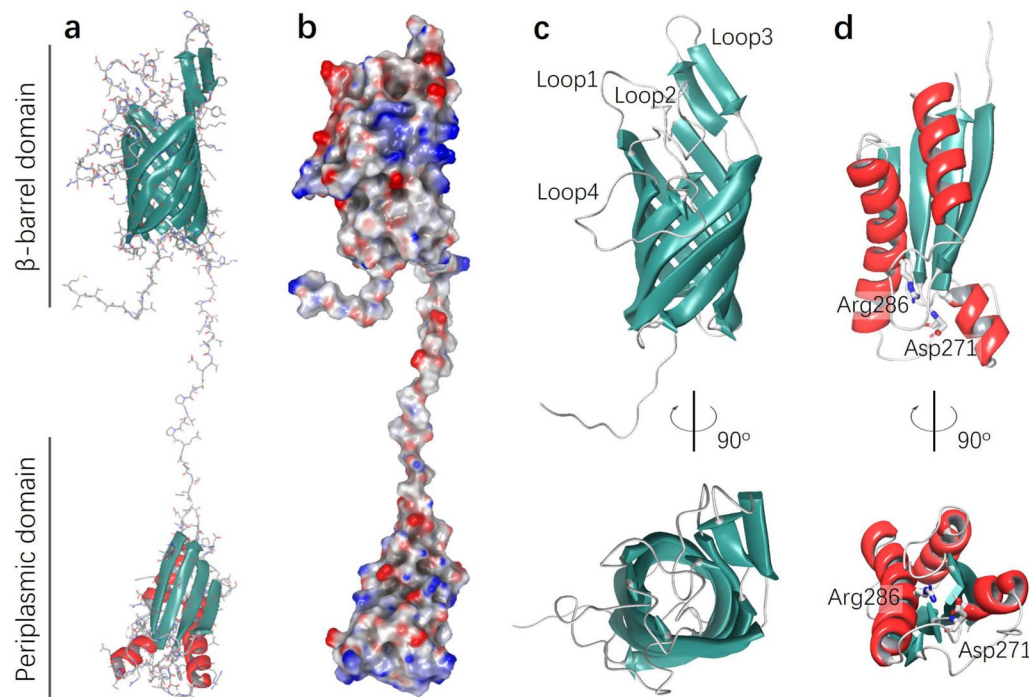 a
b
c
d
β-barrel domain
Periplasmic domain
Loop3
Loop1
Loop2
Loop4
Arg286
Asp271
90°
90°
Arg286
Asp271